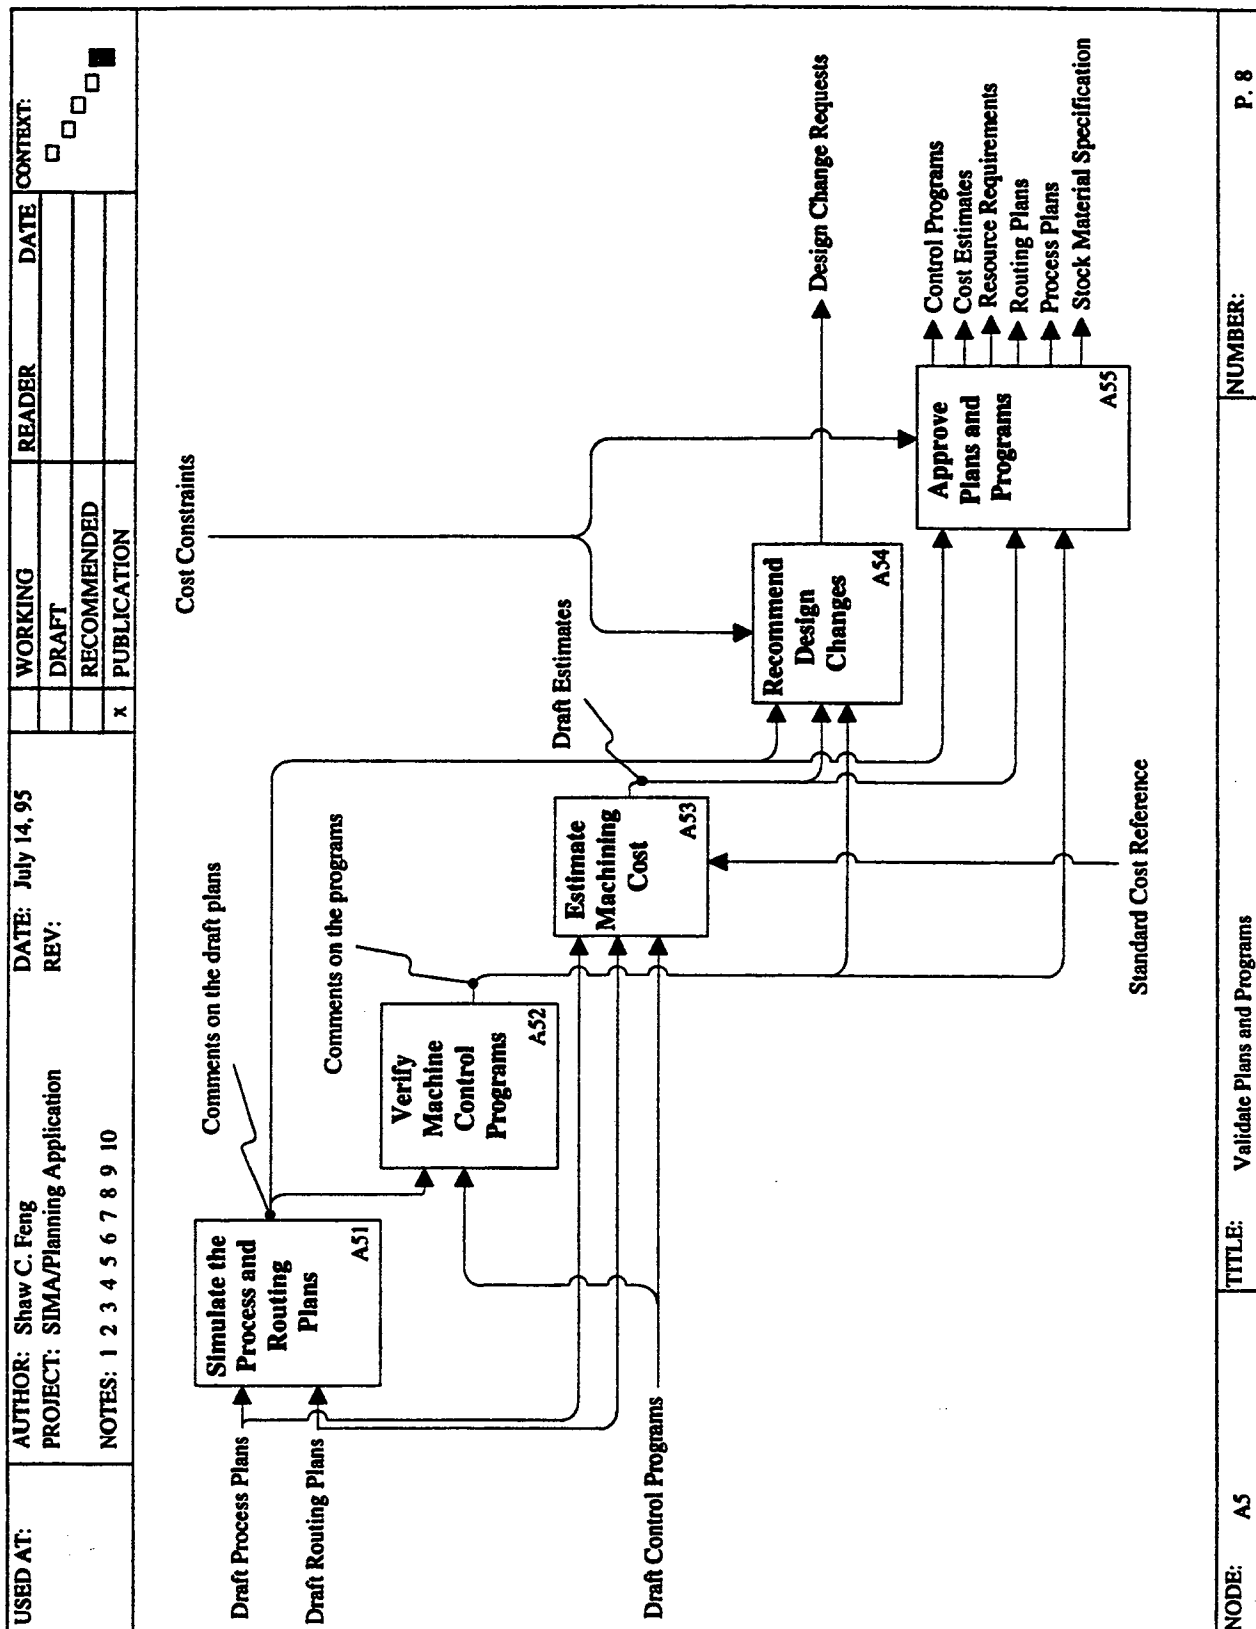 USED AT:
AUTHOR: Shaw C. Feng
PROJECT: SIMA/Planning Application
NOTES: 1 2 3 4 5 6 7 8 9 10
DATE: July 14, 95
REV:
WORKING
DRAFT
RECOMMENDED
x PUBLICATION
READER DATE
CONTEXT:
Cost Constraints
Comments on the draft plans
Simulate the
Process and
Routing
Plans
A51
Draft Process Plans
Draft Routing Plans
Comments on the programs
Verify
Machine
Control
Programs
A52
Draft Estimates
Estimate
Machining
Cost
A53
Draft Control Programs
Recommend
Design
Changes
A54
Design Change Requests
Approve
Plans and
Programs
A55
Control Programs
Cost Estimates
Resource Requirements
Routing Plans
Process Plans
Stock Material Specification
Standard Cost Reference
NODE: A5
TITLE: Validate Plans and Programs
NUMBER:
P. 8